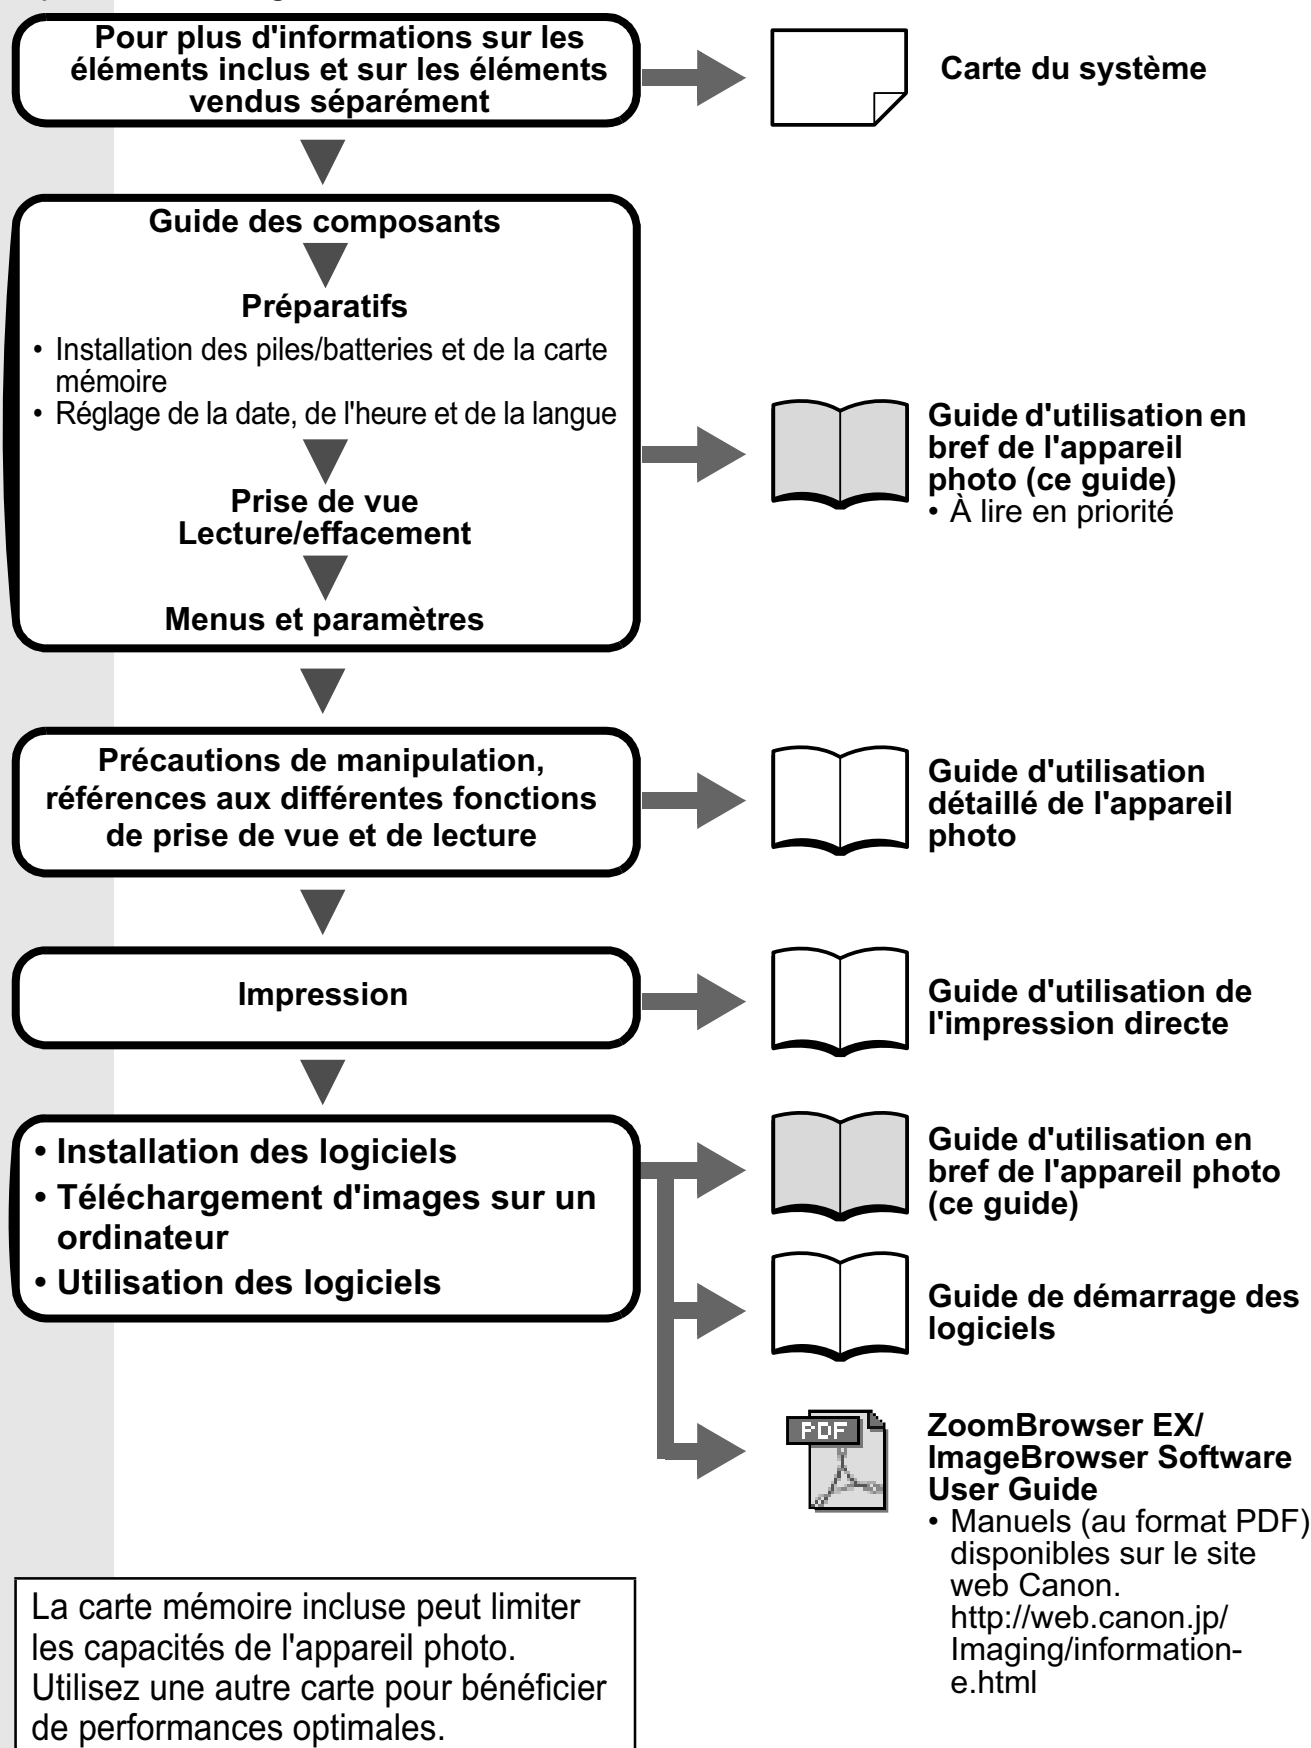 Pour plus d'informations sur les
éléments inclus et sur les éléments
vendus séparément
Carte du système
Guide des composants
Préparatifs
• Installation des piles/batteries et de la carte
mémoire
• Réglage de la date, de l'heure et de la langue
Prise de vue
Lecture/effacement
Menus et paramètres
Guide d'utilisation en
bref de l'appareil
photo (ce guide)
• À lire en priorité
Précautions de manipulation,
références aux différentes fonctions
de prise de vue et de lecture
Guide d'utilisation
détaillé de l'appareil
photo
Impression
Guide d'utilisation de
l'impression directe
• Installation des logiciels
• Téléchargement d'images sur un
ordinateur
• Utilisation des logiciels
Guide d'utilisation en
bref de l'appareil photo
(ce guide)
Guide de démarrage des
logiciels
PDF
ZoomBrowser EX/
ImageBrowser Software
User Guide
• Manuels (au format PDF)
disponibles sur le site
web Canon.
http://web.canon.jp/
Imaging/information-
e.html
La carte mémoire incluse peut limiter
les capacités de l'appareil photo.
Utilisez une autre carte pour bénéficier
de performances optimales.